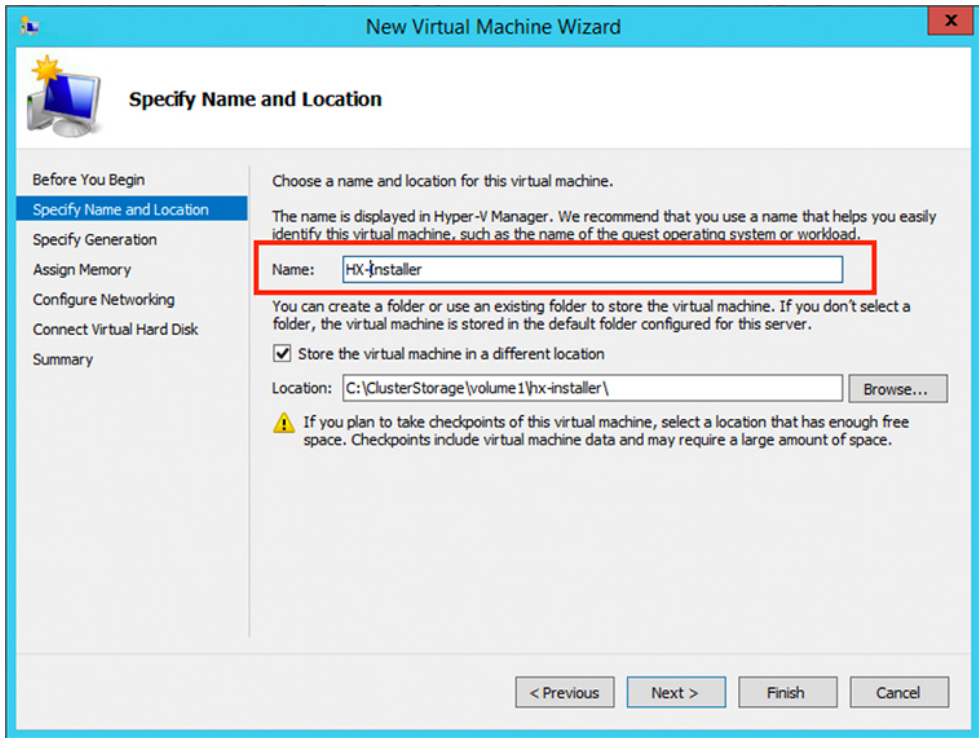 New Virtual Machine Wizard
x
Specify Name and Location
Before You Begin
Specify Name and Location
Specify Generation
Assign Memory
Configure Networking
Connect Virtual Hard Disk
Summary
Choose a name and location for this virtual machine.
The name is displayed in Hyper-V Manager. We recommend that you use a name that helps you easily
identify this virtual machine, such as the name of the guest operating system or workload.
Name: HX-Installer
You can create a folder or use an existing folder to store the virtual machine. If you don't select a
folder, the virtual machine is stored in the default folder configured for this server.
Store the virtual machine in a different location
Location: C:\ClusterStorage\volume1\hx-installer\ Browse...
If you plan to take checkpoints of this virtual machine, select a location that has enough free
space. Checkpoints include virtual machine data and may require a large amount of space.
< Previous Next > Finish Cancel